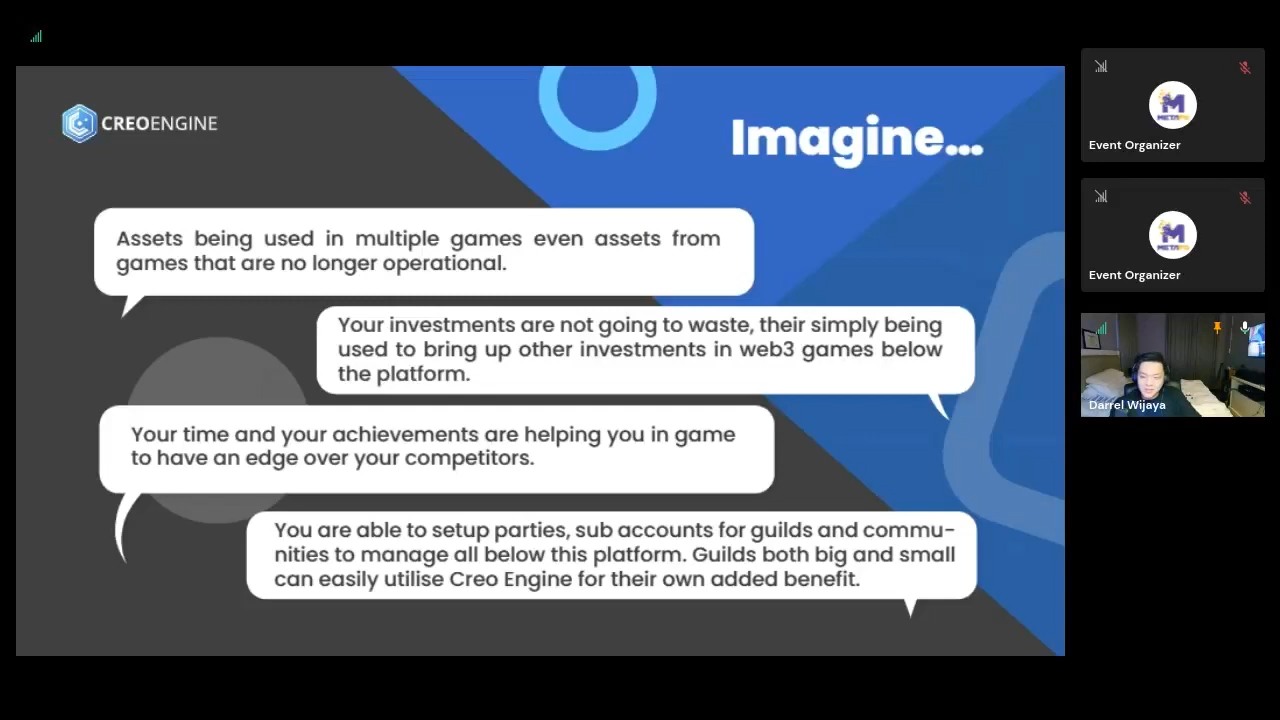 CREOENGINE
Imagine...
Assets being used in multiple games even assets from
games that are no longer operational.
Your investments are not going to waste, their simply being
used to bring up other investments in web3 games below
the platform.
Your time and your achievements are helping you in game
to have an edge over your competitors.
You are able to setup parties, sub accounts for guilds and commu-
nities to manage all below this platform. Guilds both big and small
can easily utilise Creo Engine for their own added benefit.
Event Organizer
Event Organizer
Darrel Wijaya